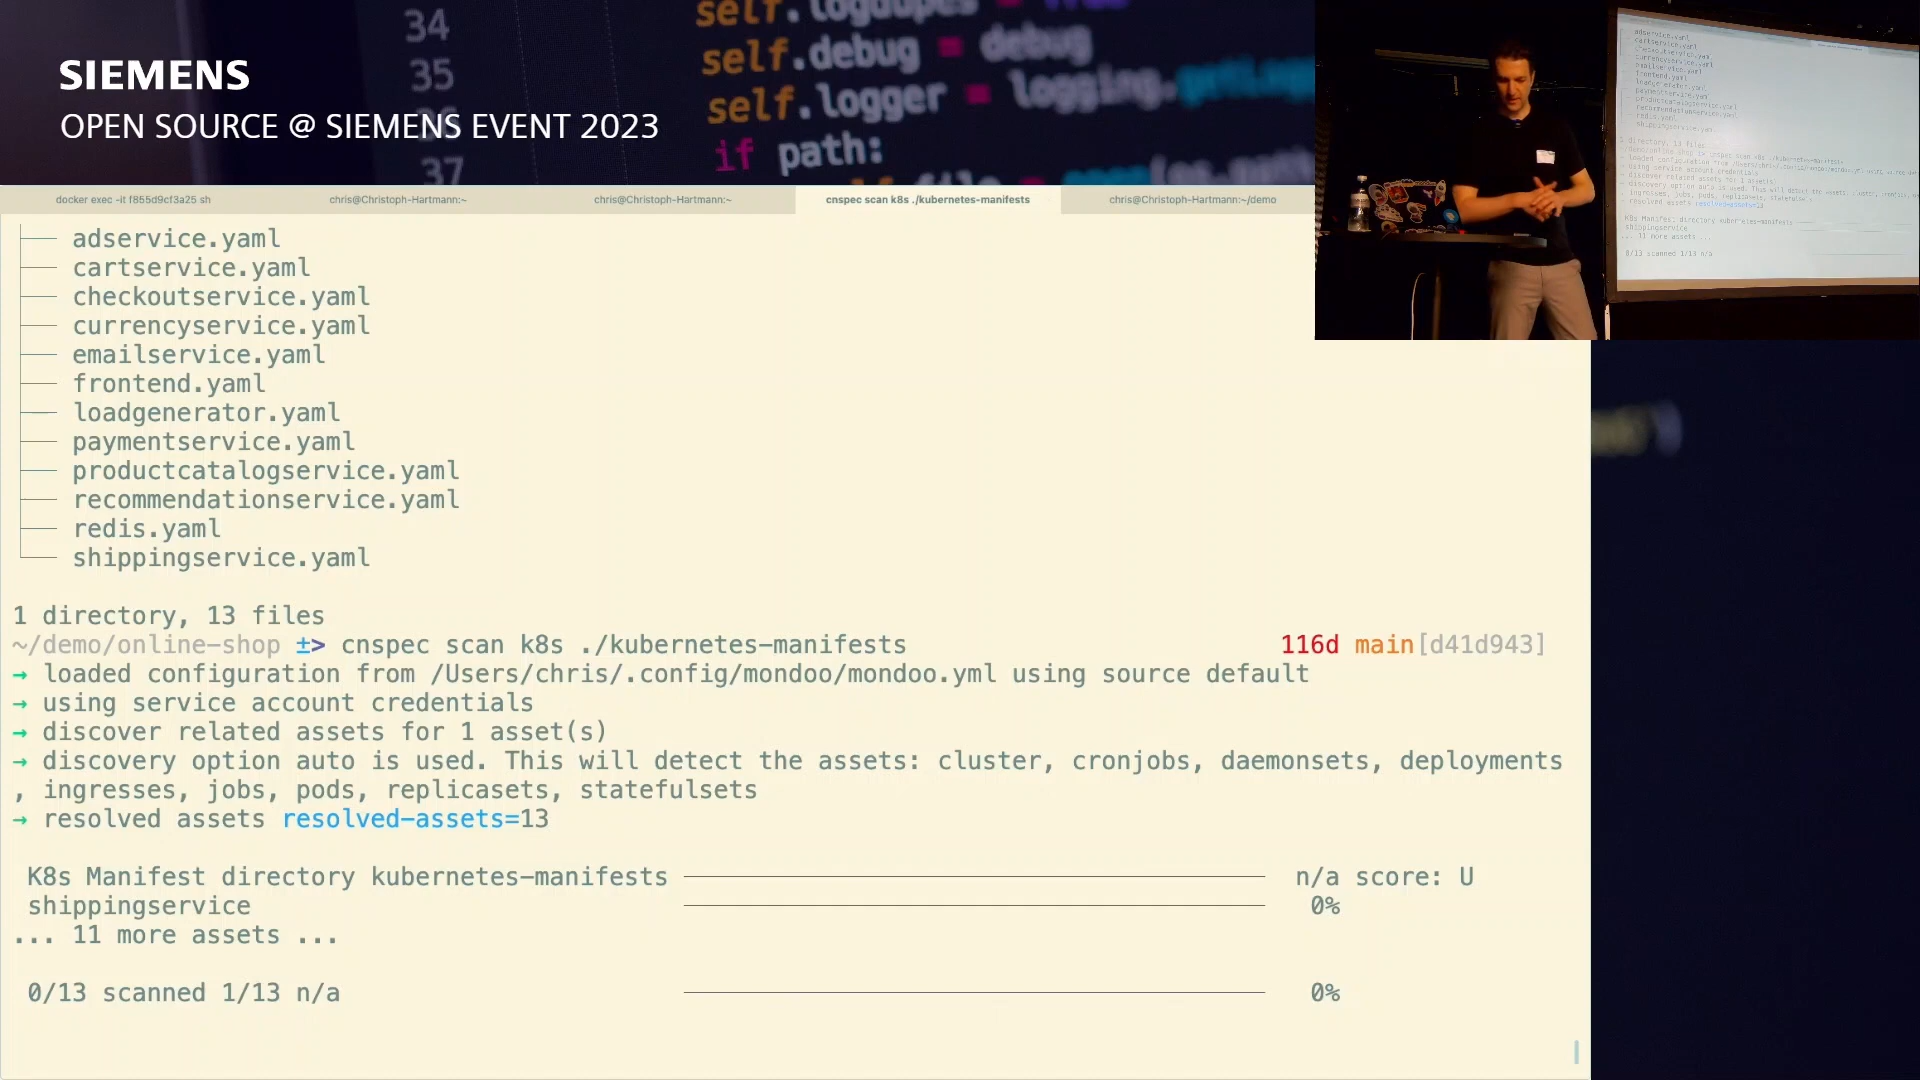 34
self.logdupes = True
35
self.debug = debug
36
self.logger = logging.
37
if path:
SIEMENS
OPEN SOURCE @ SIEMENS EVENT 2023
docker exec -it f855d9cf3a25 sh
chris@Christoph-Hartmann:~
chris@Christoph-Hartmann:~
cnspec scan k8s ./kubernetes-manifests
chris@Christoph-Hartmann:~/demo
adservice.yaml
cartservice.yaml
checkoutservice.yaml
currencyservice.yaml
emailservice.yaml
frontend.yaml
loadgenerator.yaml
paymentservice.yaml
productcatalogservice.yaml
recommendationservice.yaml
redis.yaml
shippingservice.yaml
1 directory, 13 files
~/demo/online-shop ±> cnspec scan k8s ./kubernetes-manifests 116d main[d41d943]
→ loaded configuration from /Users/chris/.config/mondoo/mondoo.yml using source default
→ using service account credentials
→ discover related assets for 1 asset(s)
→ discovery option auto is used. This will detect the assets: cluster, cronjobs, daemonsets, deployments
, ingresses, jobs, pods, replicasets, statefulsets
→ resolved assets resolved-assets=13
K8s Manifest directory kubernetes-manifests n/a score: U
shippingservice 0%
... 11 more assets ...
0/13 scanned 1/13 n/a 0%